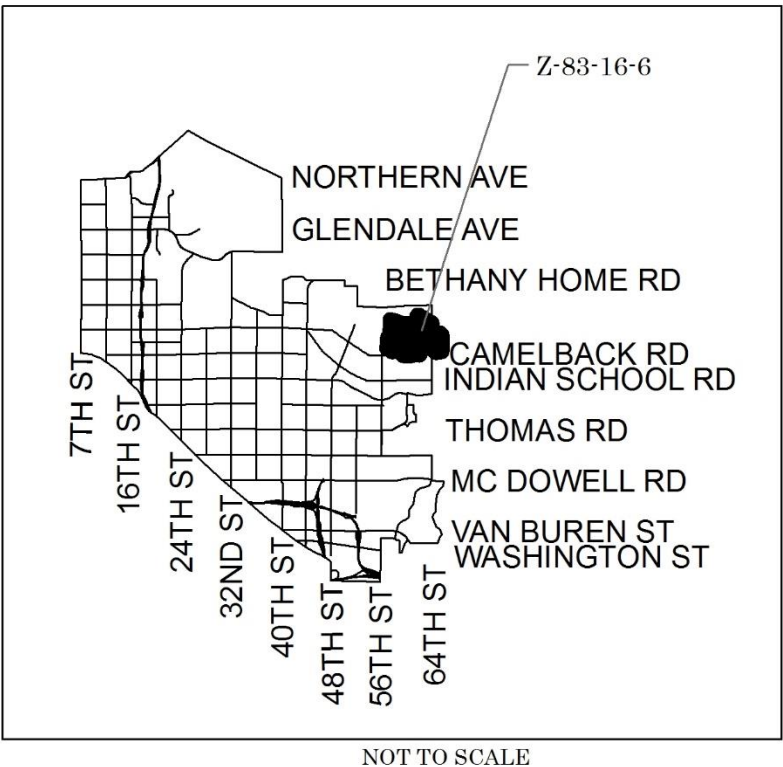 Z-83-16-6
NORTHERN AVE
GLENDALE AVE
BETHANY HOME RD
CAMELBACK RD
INDIAN SCHOOL RD
THOMAS RD
MC DOWELL RD
VAN BUREN ST
WASHINGTON ST
7TH ST
16TH ST
24TH ST
32ND ST
40TH ST
48TH ST
56TH ST
64TH ST
NOT TO SCALE